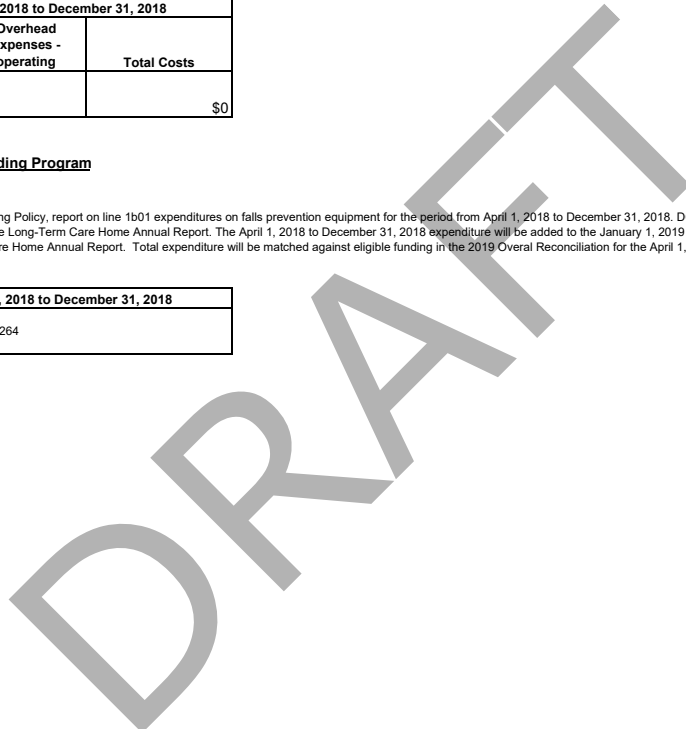 2018 to December 31, 2018
Overhead
xpenses -
operating
Total Costs
$0
ding Program
ng Policy, report on line 1b01 expenditures on falls prevention equipment for the period from April 1, 2018 to December 31, 2018. D
e Long-Term Care Home Annual Report. The April 1, 2018 to December 31, 2018 expenditure will be added to the January 1, 2019
re Home Annual Report.  Total expenditure will be matched against eligible funding in the 2019 Overal Reconciliation for the April 1,
, 2018 to December 31, 2018
264
DRAFT